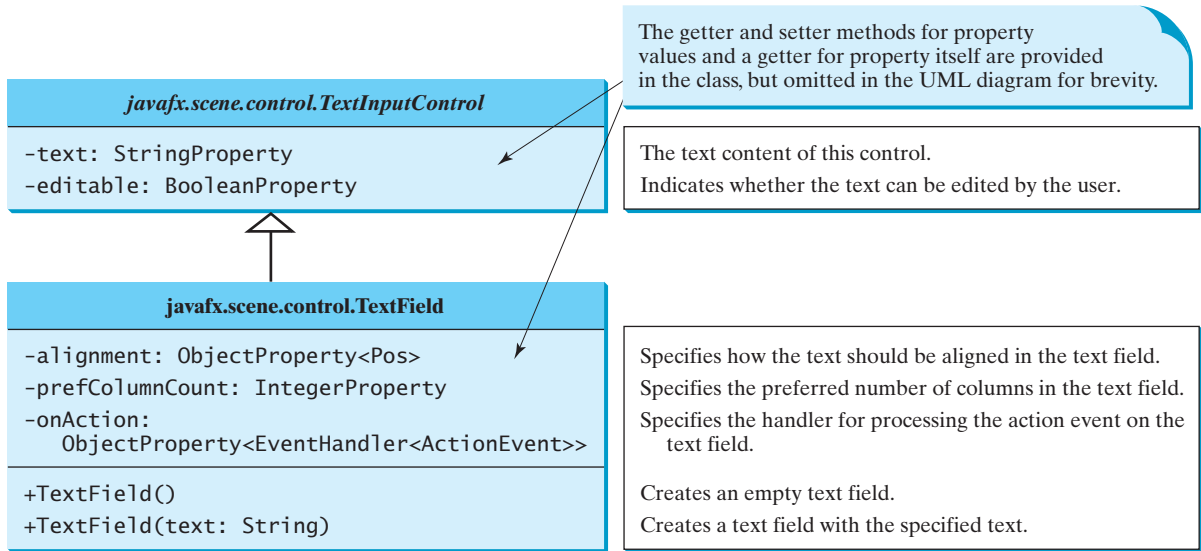 The getter and setter methods for property
values and a getter for property itself are provided
in the class, but omitted in the UML diagram for brevity.
javafx.scene.control.TextInputControl
-text: StringProperty
-editable: BooleanProperty
The text content of this control.
Indicates whether the text can be edited by the user.
javafx.scene.control.TextField
-alignment: ObjectProperty<Pos>
-prefColumnCount: IntegerProperty
-onAction:
ObjectProperty<EventHandler<ActionEvent>>
Specifies how the text should be aligned in the text field.
Specifies the preferred number of columns in the text field.
Specifies the handler for processing the action event on the
text field.
+TextField()
+TextField(text: String)
Creates an empty text field.
Creates a text field with the specified text.